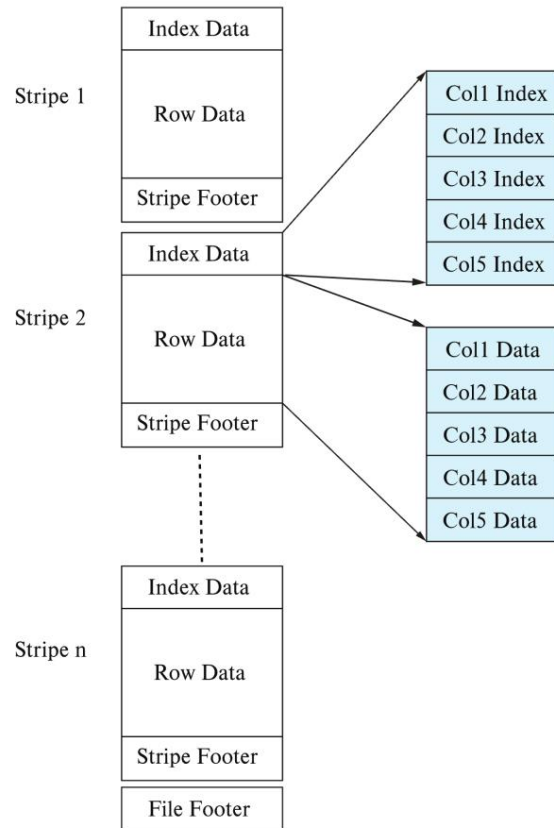 Stripe 1
Index Data
Row Data
Stripe Footer
Stripe 2
Index Data
Row Data
Stripe Footer
Col1 Index
Col2 Index
Col3 Index
Col4 Index
Col5 Index
Col1 Data
Col2 Data
Col3 Data
Col4 Data
Col5 Data
Stripe n
Index Data
Row Data
Stripe Footer
File Footer